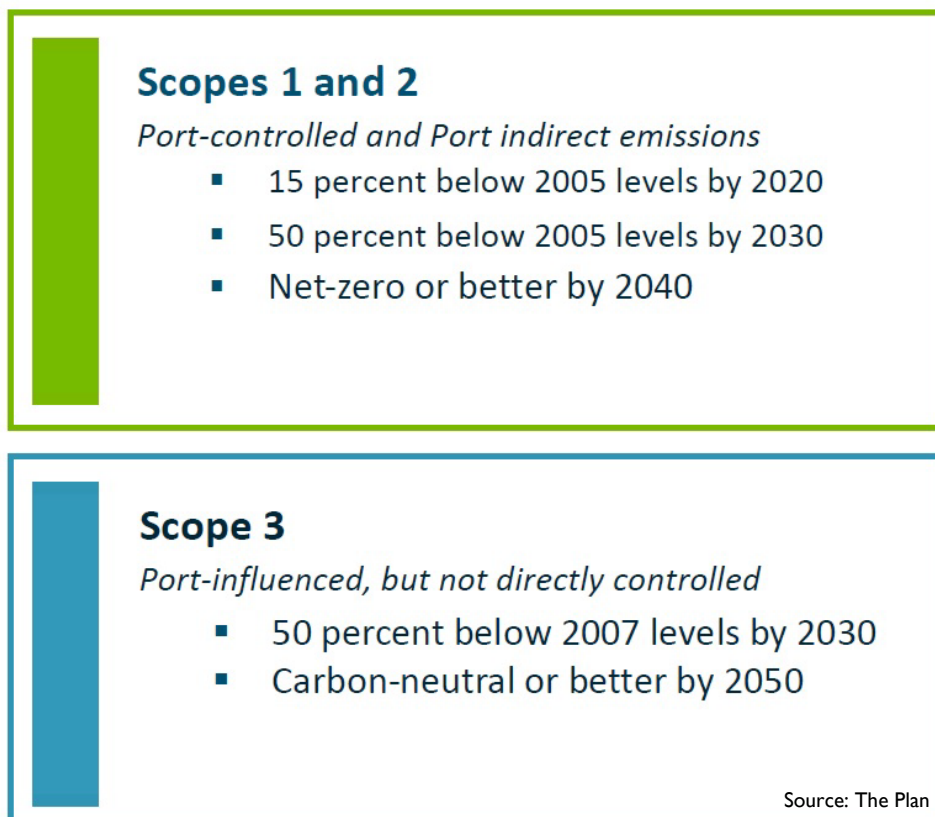 Scopes 1 and 2
Port-controlled and Port indirect emissions
▪ 15 percent below 2005 levels by 2020
▪ 50 percent below 2005 levels by 2030
▪ Net-zero or better by 2040
Scope 3
Port-influenced, but not directly controlled
▪ 50 percent below 2007 levels by 2030
▪ Carbon-neutral or better by 2050
Source: The Plan